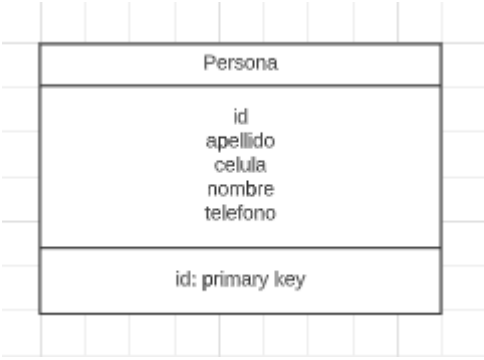 Persona
id
apellido
celula
nombre
telefono
id: primary key